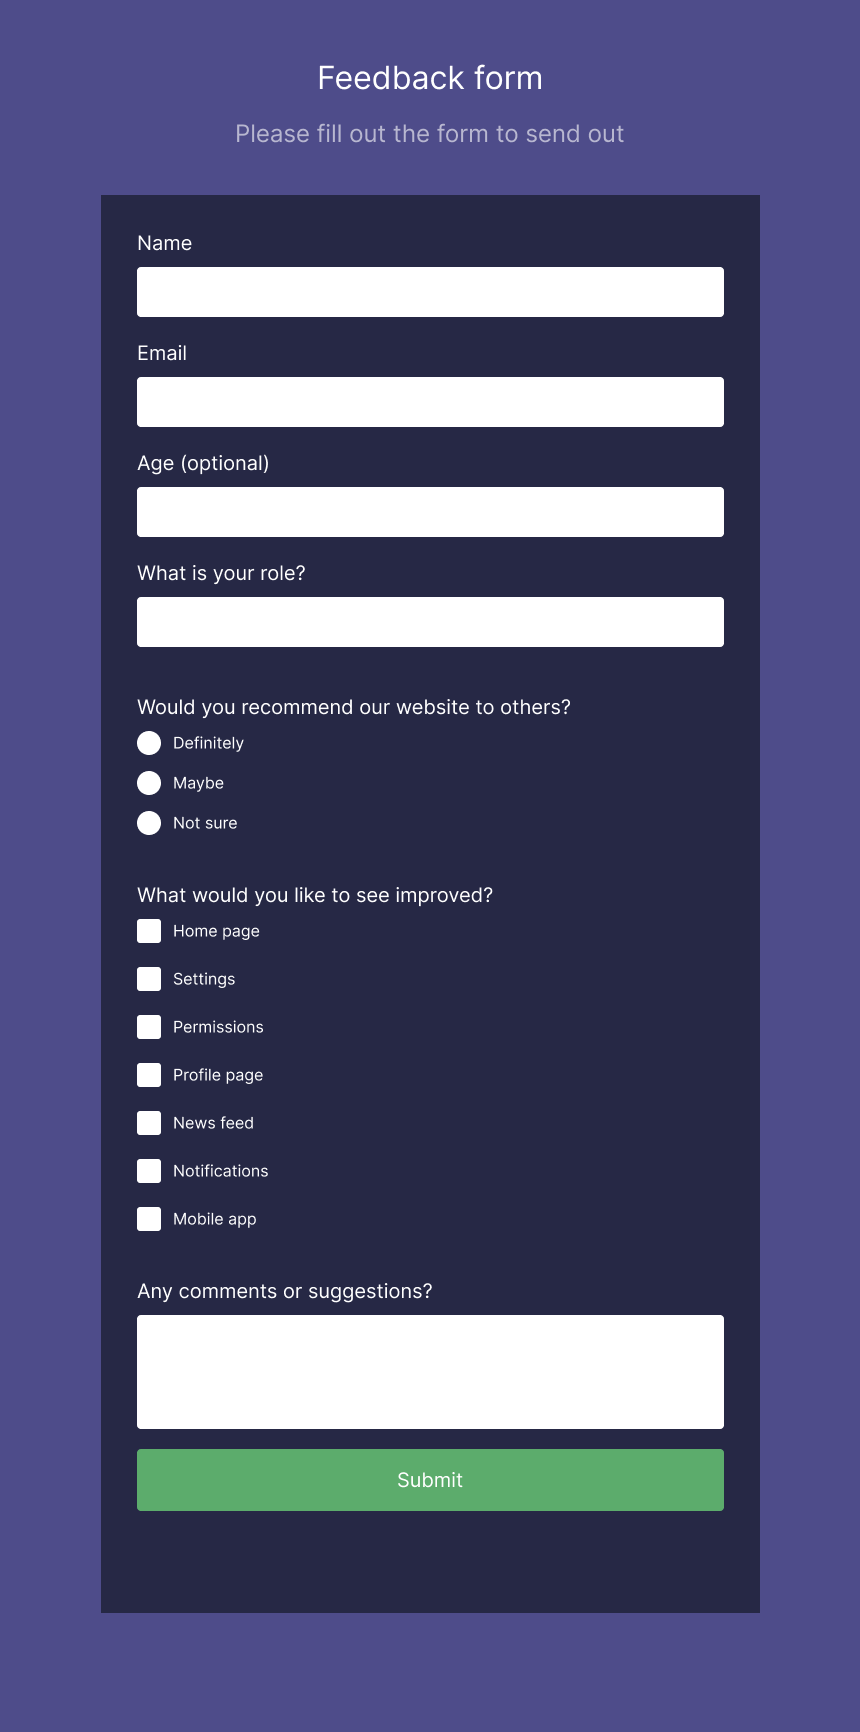 Feedback form
Please fill out the form to send out
Name
Email
Age (optional)
What is your role?
Would you recommend our website to others?
Definitely
Maybe
Not sure
What would you like to see improved?
Home page
Settings
Permissions
Profile page
News feed
Notifications
Mobile app
Any comments or suggestions?
Submit